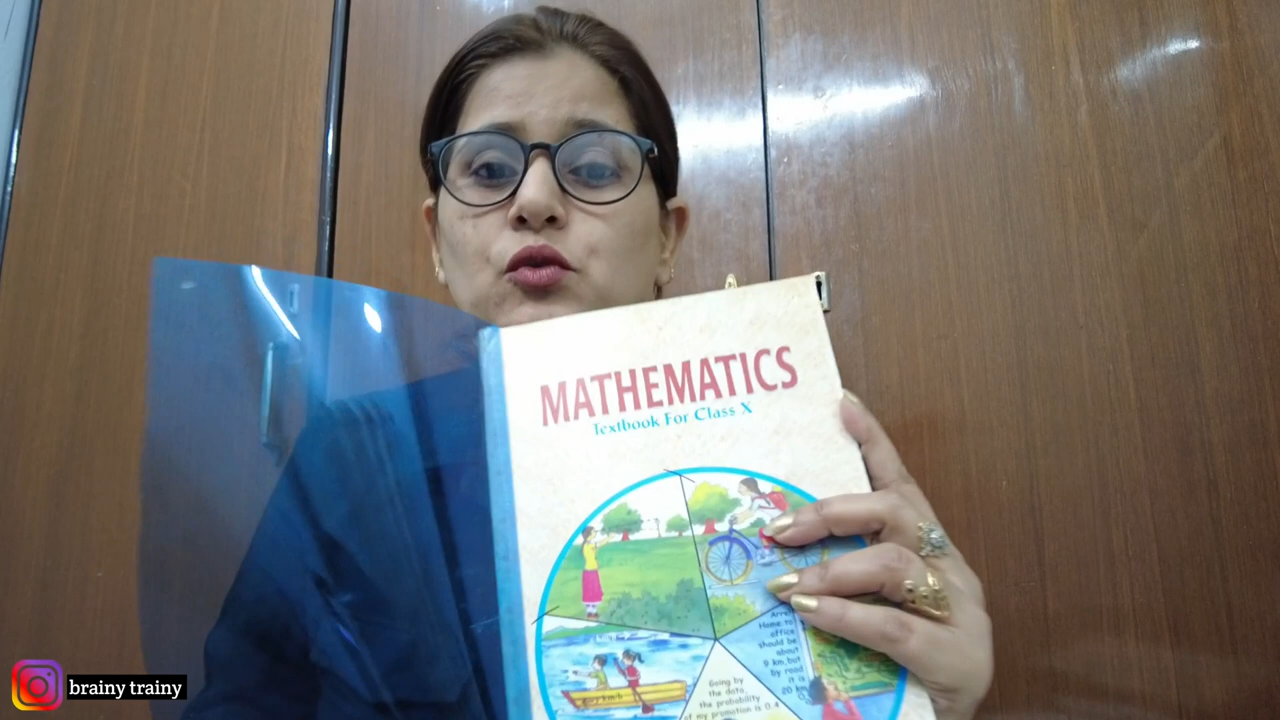 MATHEMATICS
Textbook For Class X
Home to
office
should be
about
9 km, but
by road
it is
20 km
Going by
the data,
the probability
of my promotion is 0.4
brainy trainy